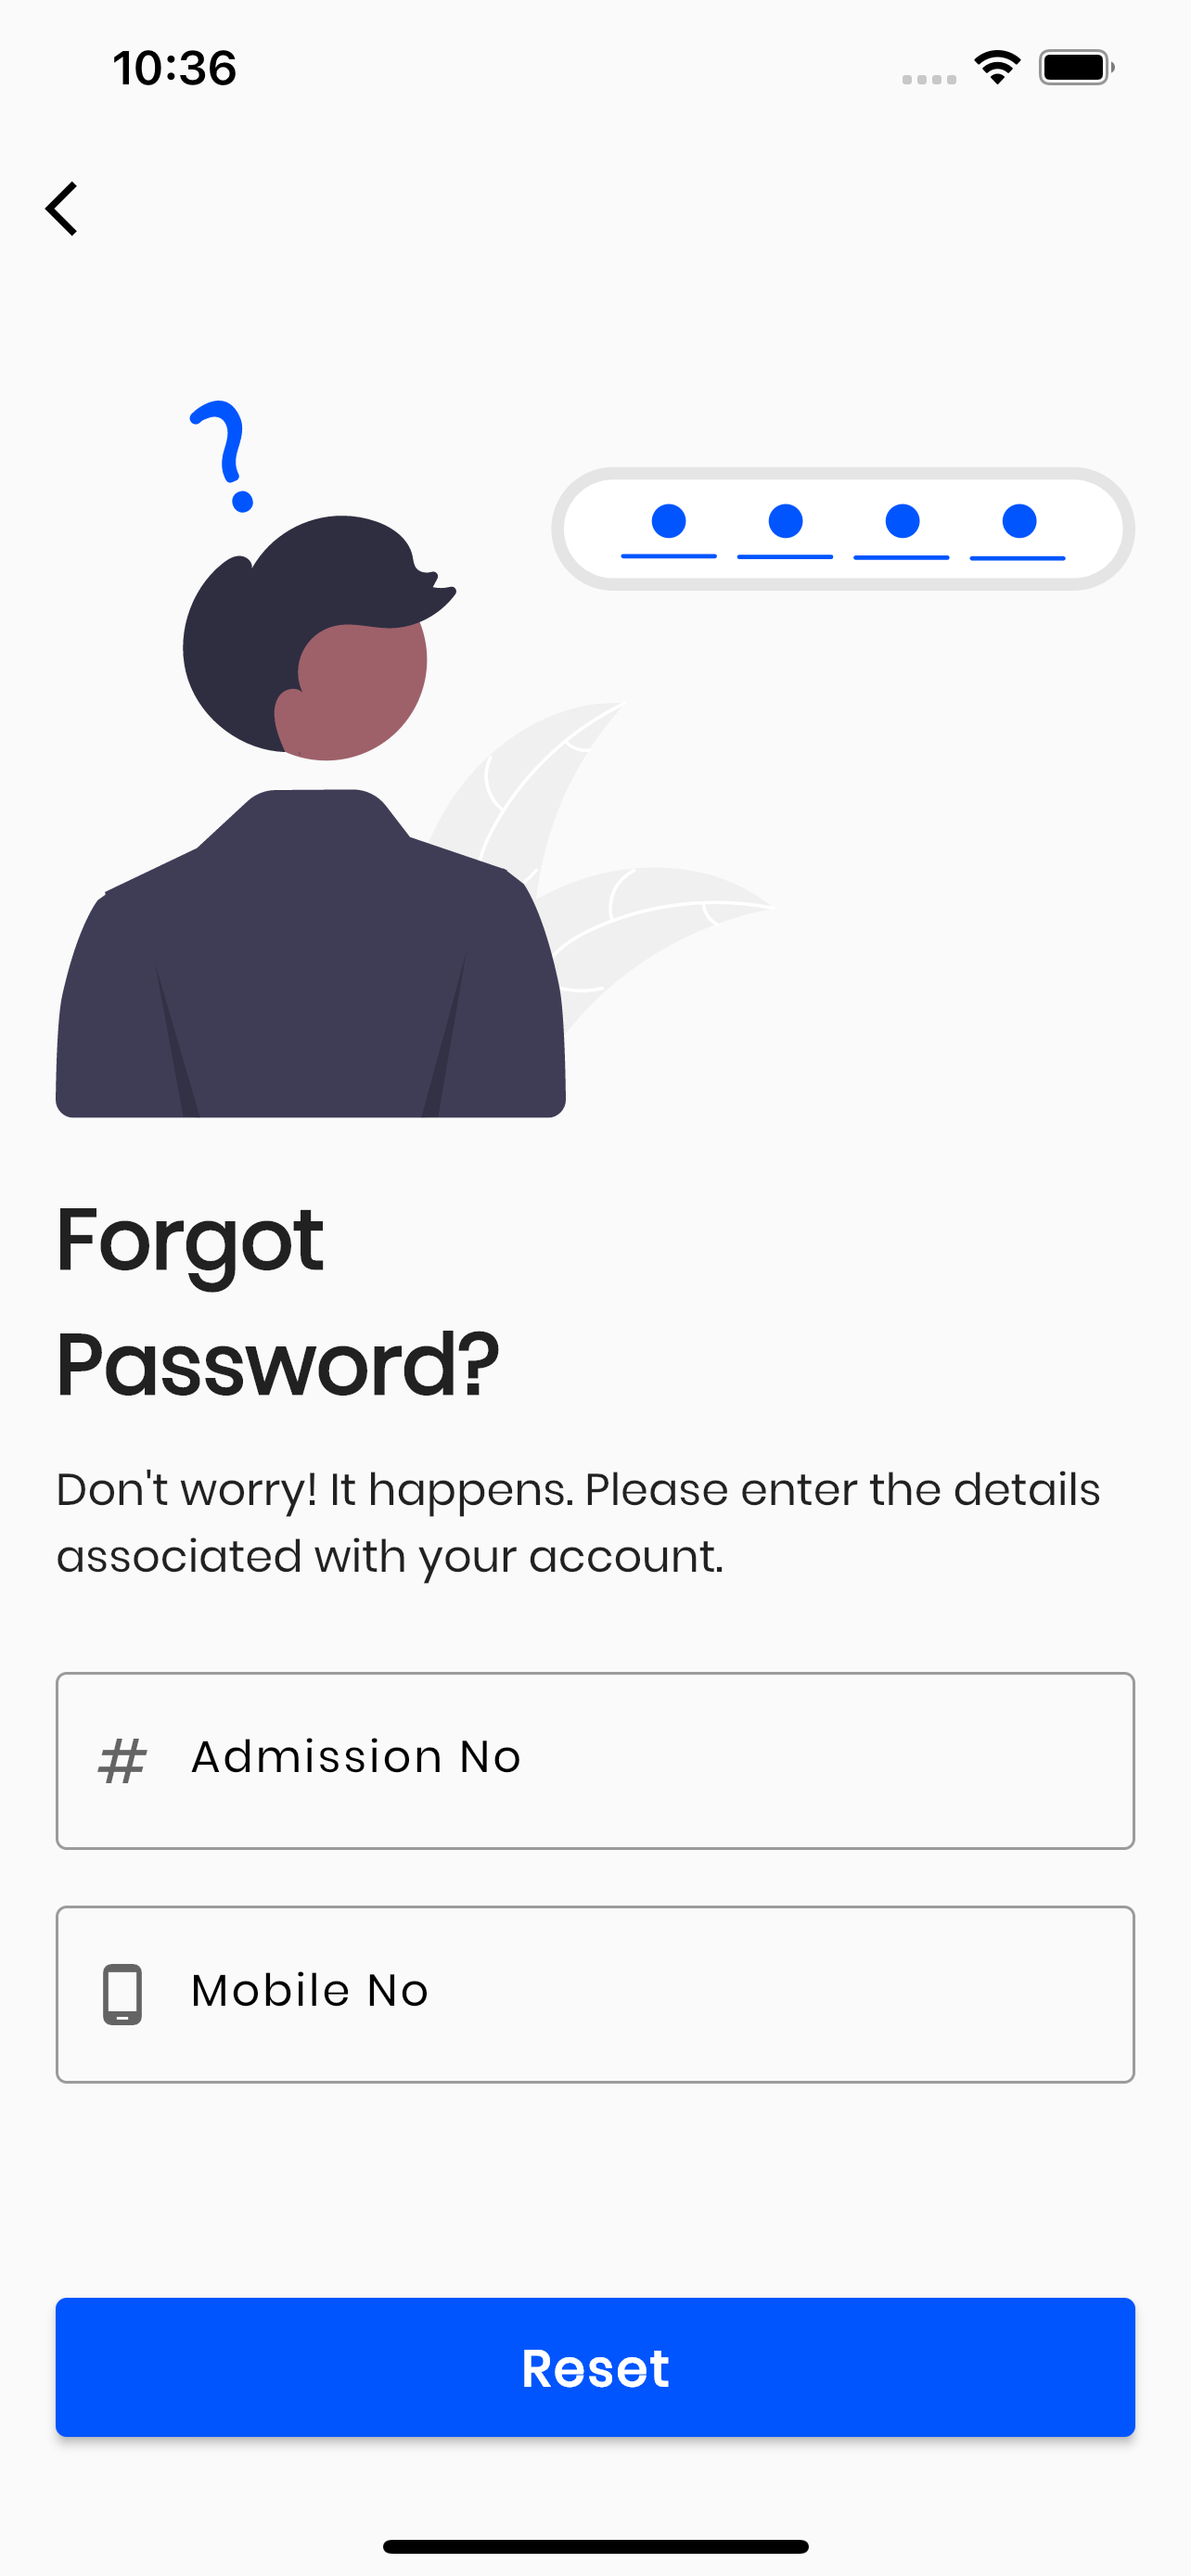 10:36
?
Forgot
Password?
Don't worry! It happens. Please enter the details
associated with your account.
# Admission No
Mobile No
Reset